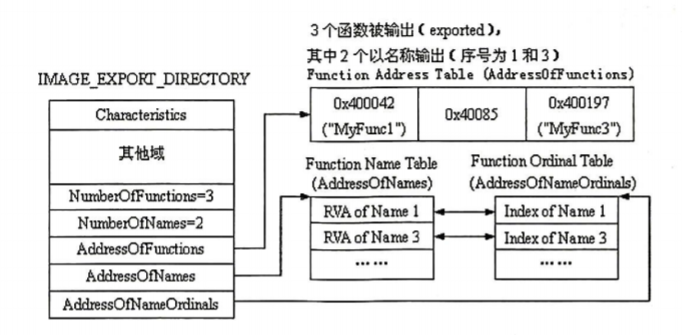 3个函数被输出(exported),
其中2个以名称输出(序号为1和3)
Function Address Table (AddressOfFunctions)
IMAGE_EXPORT_DIRECTORY
Characteristics
其他域
NumberOfFunctions=3
NumberOfNames=2
AddressOfFunctions
AddressOfNames
AddressOfNameOrdinals
0x400042
("MyFunc1")
0x40085
0x400197
("MyFunc3")
Function Name Table
(AddressOfNames)
RVA of Name 1
RVA of Name 3
……
Function Ordinal Table
(AddressOfNameOrdinals)
Index of Name 1
Index of Name 3
……